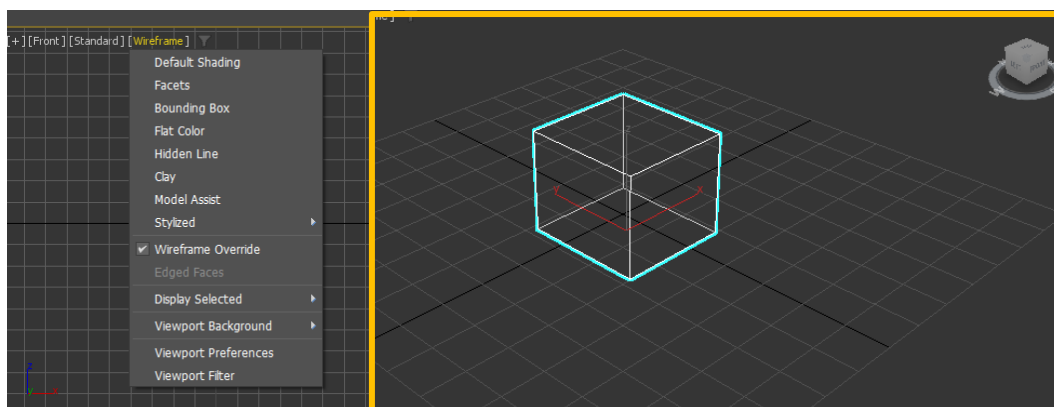 [+][Front][Standard][Wireframe]
Default Shading
Facets
Bounding Box
Flat Color
Hidden Line
Clay
Model Assist
Stylized
Wireframe Override
Edged Faces
Display Selected
Viewport Background
Viewport Preferences
Viewport Filter
z
y x
z
y x